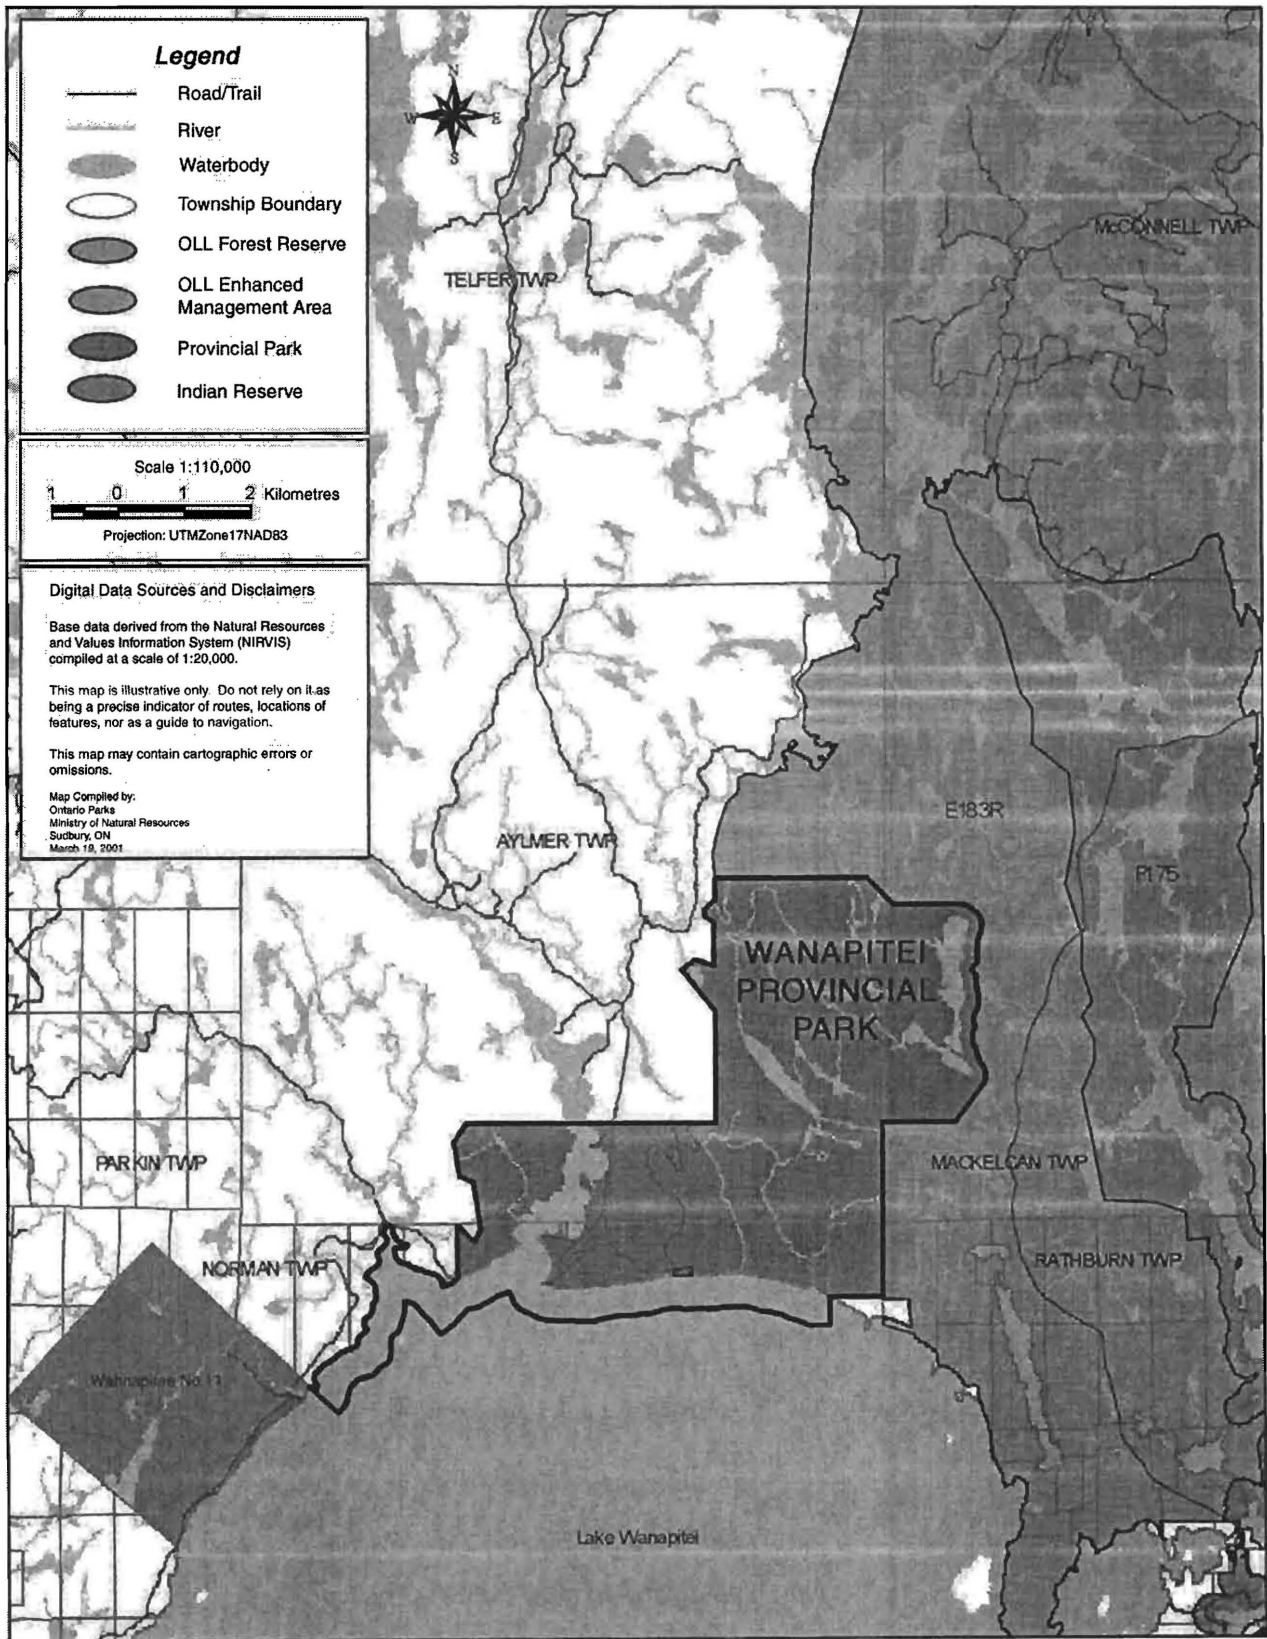 Legend
Road/Trail
River
Waterbody
Township Boundary
OLL Forest Reserve
OLL Enhanced
Management Area
Provincial Park
Indian Reserve
N
W E
S
Scale 1:110,000
1 0 1 2 Kilometres
Projection: UTMZone17NAD83
Digital Data Sources and Disclaimers
Base data derived from the Natural Resources
and Values Information System (NIRVIS)
compiled at a scale of 1:20,000.
This map is illustrative only. Do not rely on it as
being a precise indicator of routes, locations of
features, nor as a guide to navigation.
This map may contain cartographic errors or
omissions.
Map Compiled by:
Ontario Parks
Ministry of Natural Resources
Sudbury, ON
March 19, 2001
McCONNELL TWP
TELFER TWP
E183R
AYLMER TWP
P175
WANAPITEI
PROVINCIAL
PARK
PARKIN TWP
MACKELCAN TWP
NORMAN TWP
RATHBURN TWP
Wahnapitae No.11
Lake Wanapitei